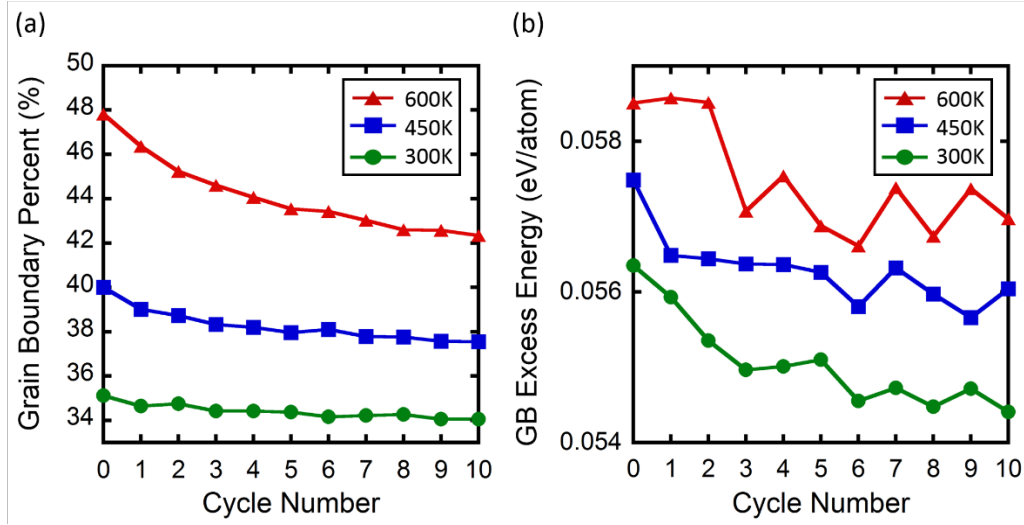 (a)
Grain Boundary Percent (%)
50
48
46
44
42
40
38
36
34
600K
450K
300K
0 1 2 3 4 5 6 7 8 9 10
Cycle Number
(b)
GB Excess Energy (eV/atom)
0.058
0.056
0.054
600K
450K
300K
0 1 2 3 4 5 6 7 8 9 10
Cycle Number